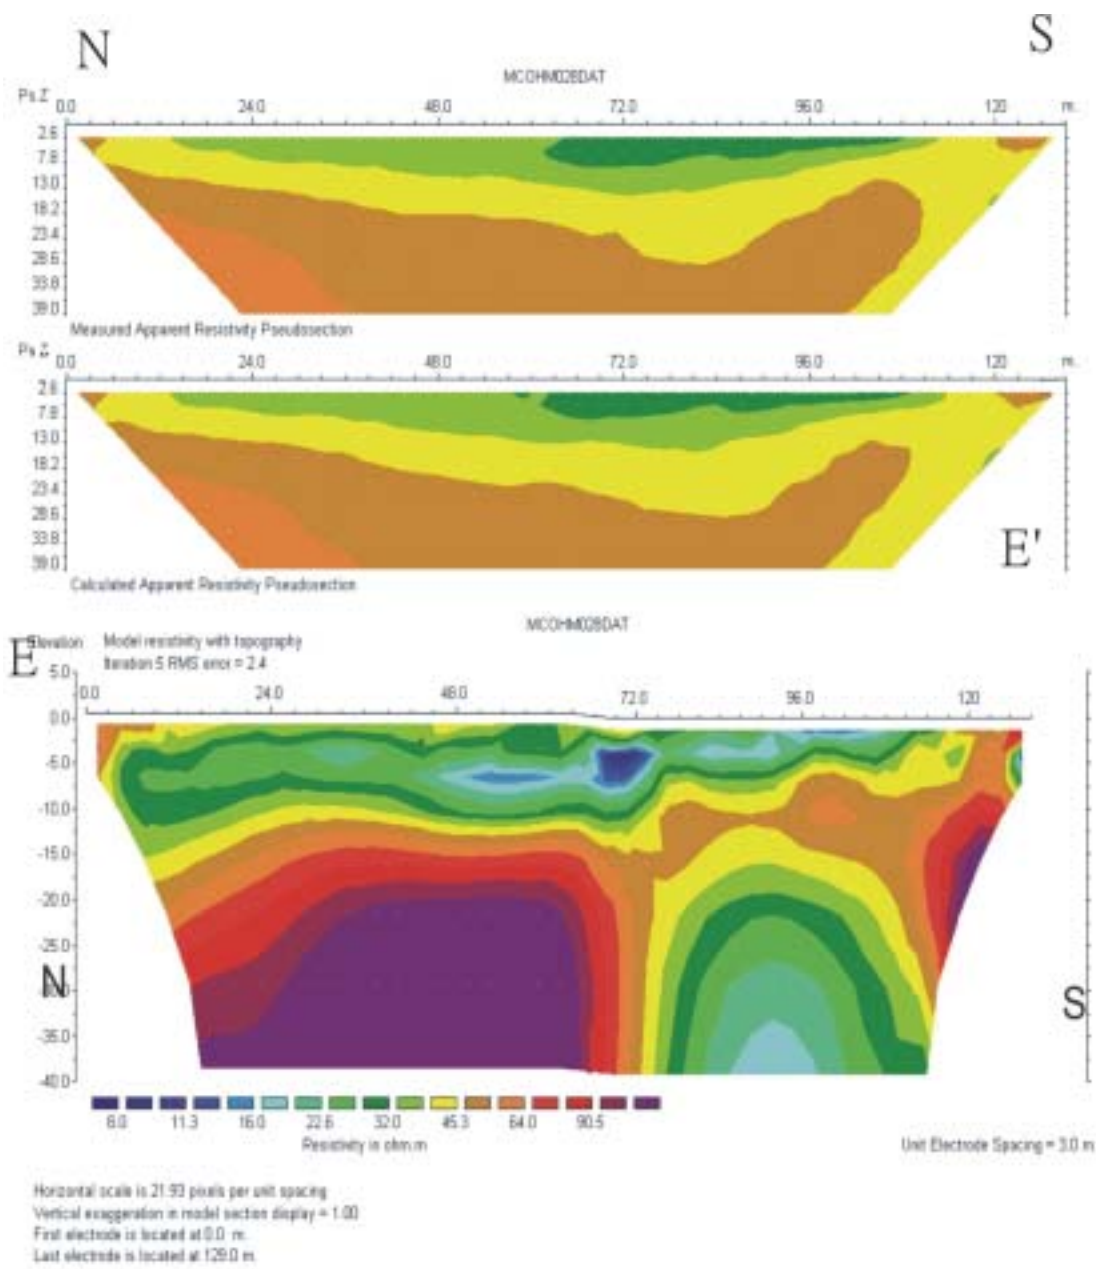 N S
MCOHM028DAT
Ps.Z 0.0 24.0 48.0 72.0 96.0 120 m.
2.6
7.8
13.0
18.2
23.4
28.6
33.8
39.0
Measured Apparent Resistivity Pseudosection
Ps.Z 0.0 24.0 48.0 72.0 96.0 120 m.
2.6
7.8
13.0
18.2
23.4
28.6
33.8
39.0
E'
Calculated Apparent Resistivity Pseudosection
MCOHM028DAT
E Elevation Model resistivity with topography
Iteration 5 RMS error = 2.4
5.0
0.0 24.0 48.0 72.0 96.0 120
0.0
-5.0
-10.0
-15.0
-20.0
-25.0
N S
-35.0
-40.0
6.0 11.3 16.0 22.6 32.0 45.3 64.0 90.5
Resistivity in ohm.m
Unit Electrode Spacing = 3.0 m
Horizontal scale is 21.93 pixels per unit spacing
Vertical exaggeration in model section display = 1.00
First electrode is located at 0.0 m.
Last electrode is located at 129.0 m.